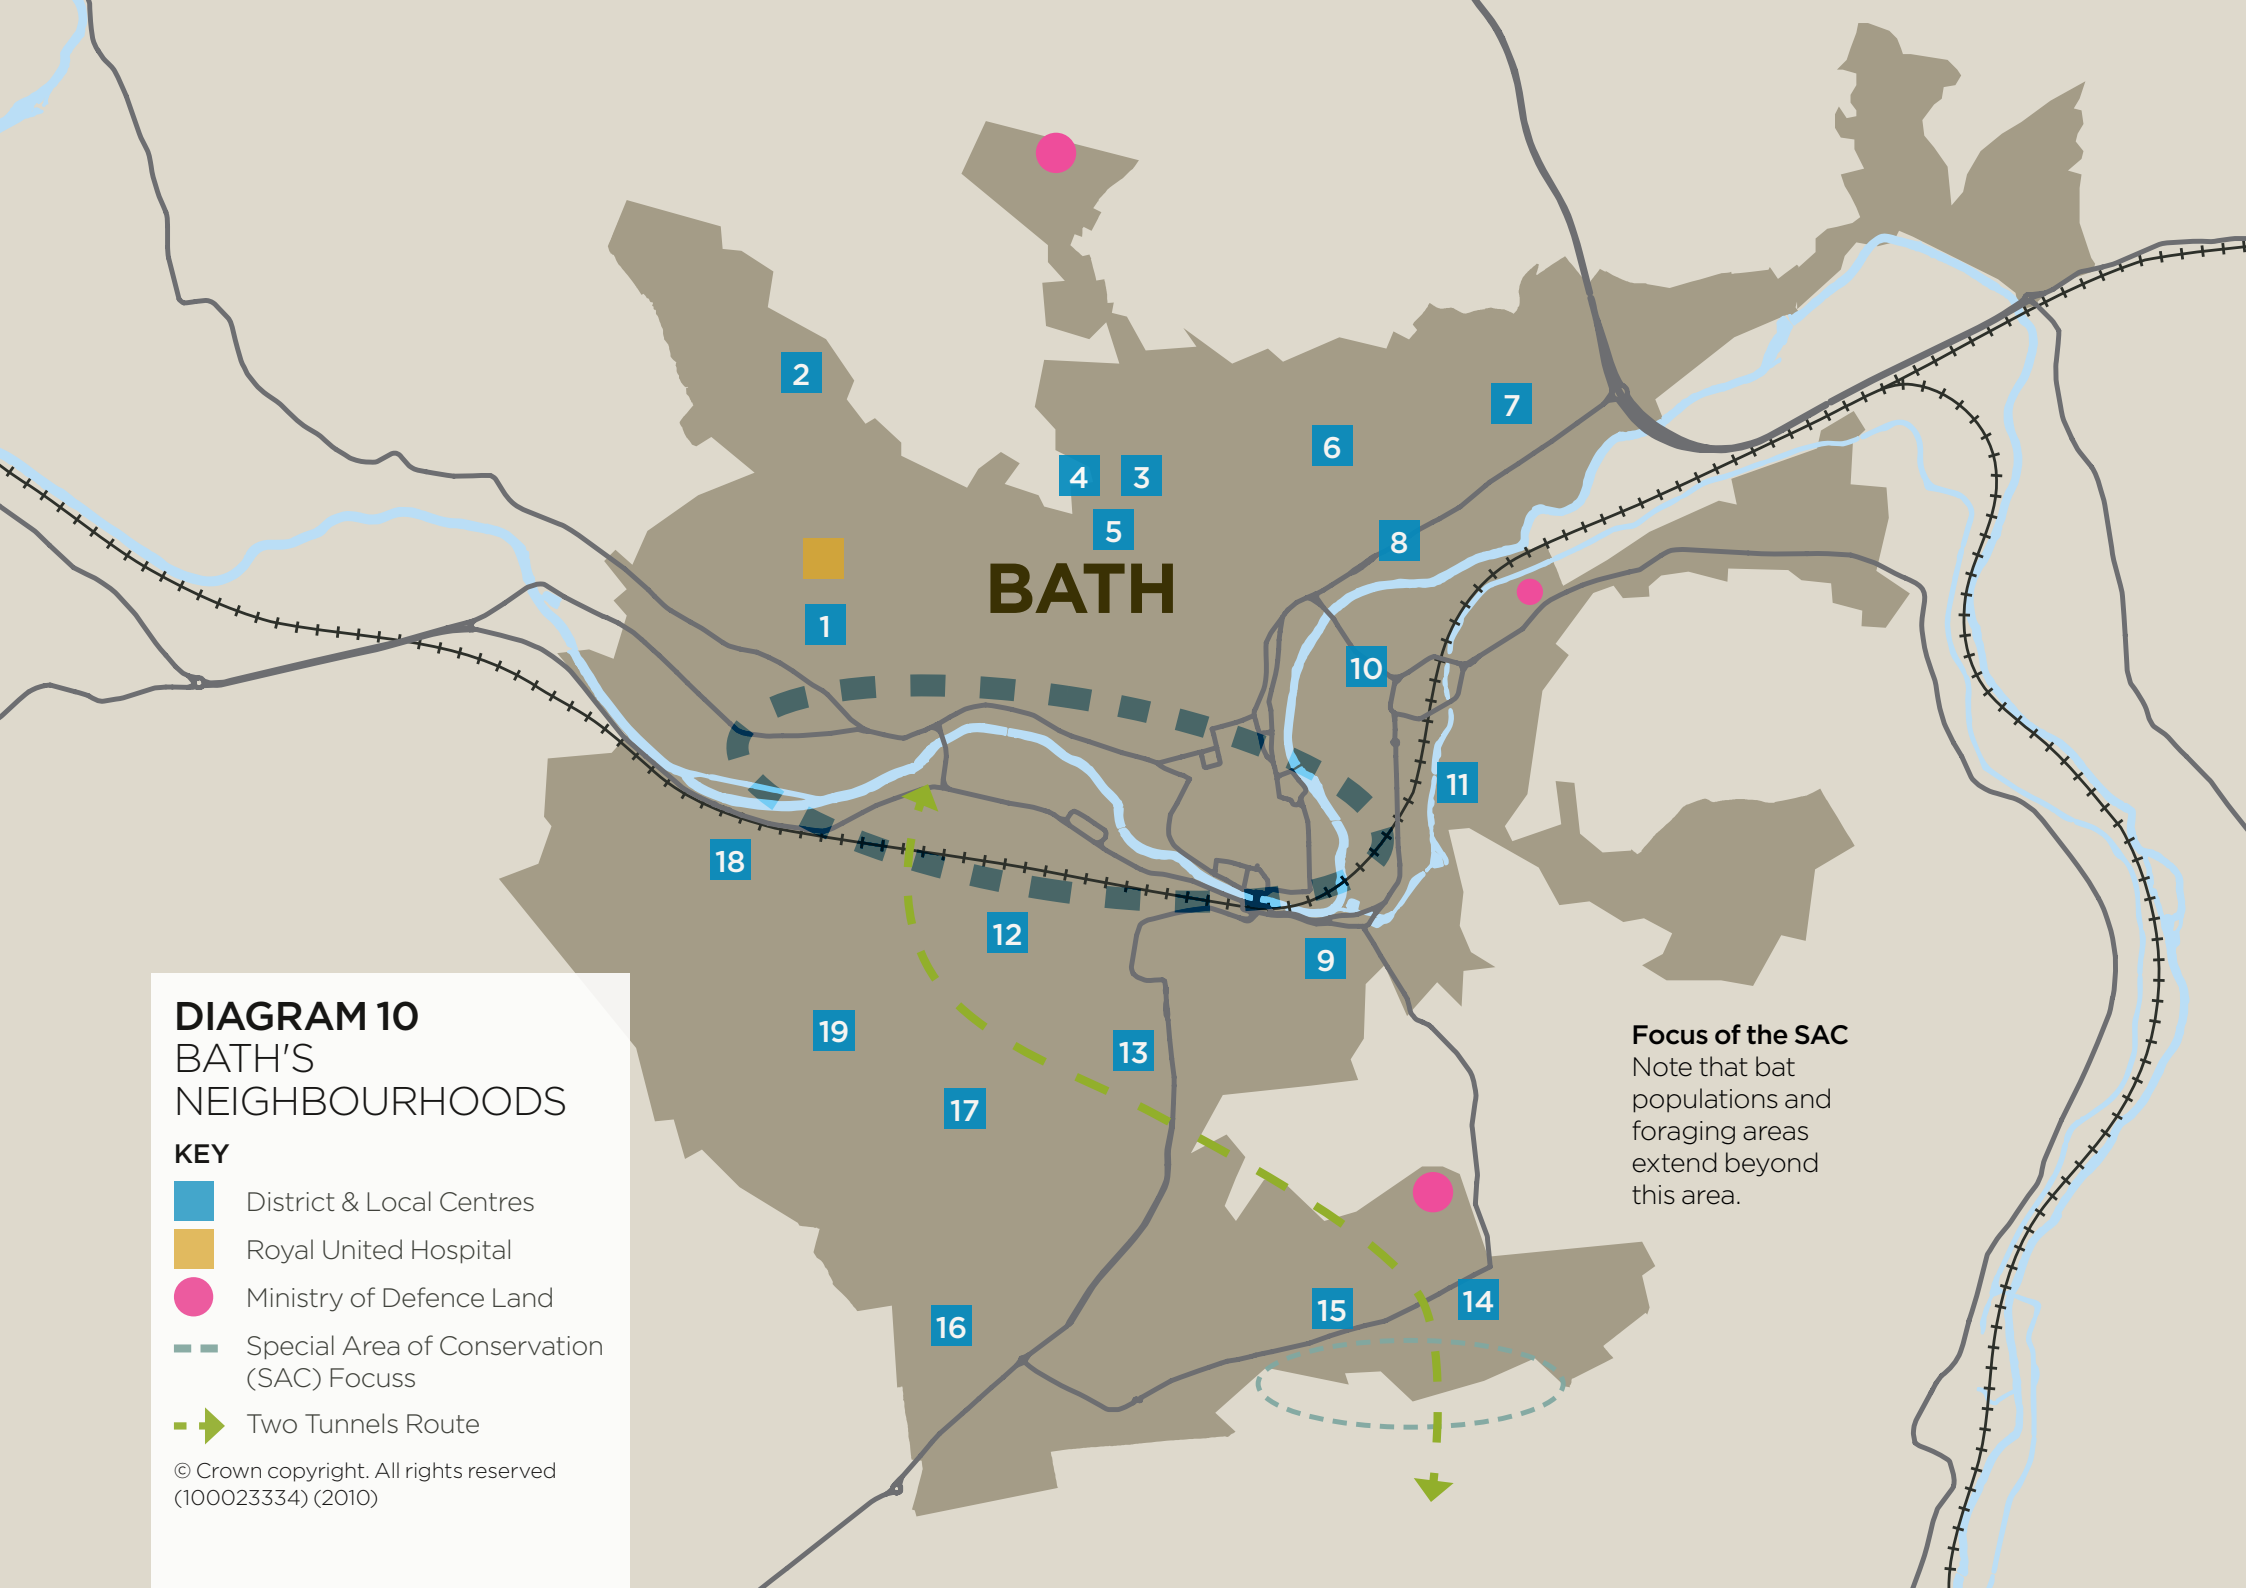 2
7
6
4
3
5
8
BATH
1
10
11
18
12
9
19
13
17
15
14
16
Focus of the SAC
Note that bat
populations and
foraging areas
extend beyond
this area.
DIAGRAM 10
BATH'S
NEIGHBOURHOODS
KEY
District & Local Centres
Royal United Hospital
Ministry of Defence Land
Special Area of Conservation
(SAC) Focuss
Two Tunnels Route
© Crown copyright. All rights reserved
(100023334) (2010)